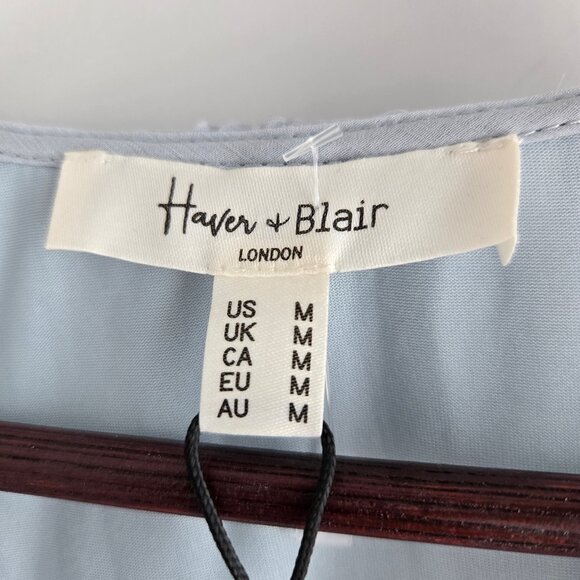 Haver + Blair
LONDON
US M
UK M
CA M
EU M
AU M